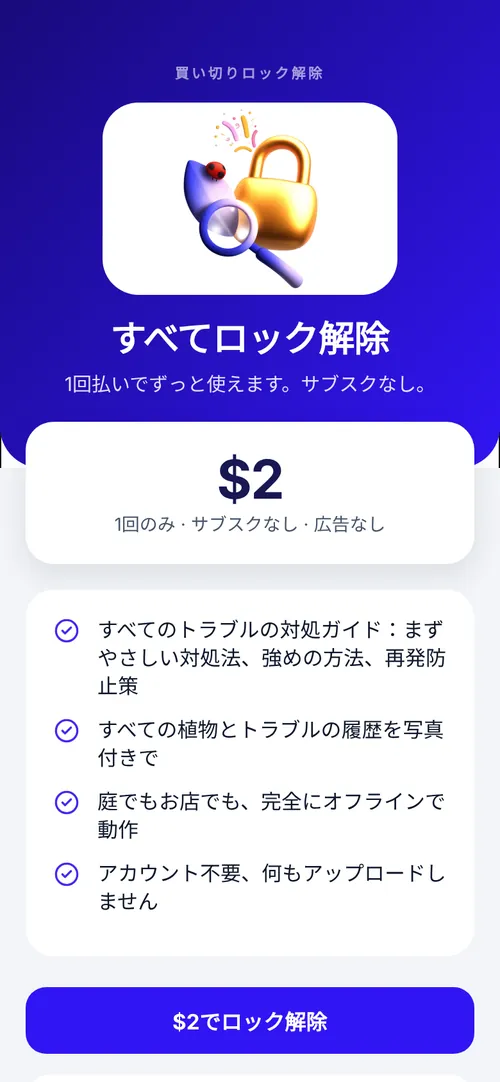 買い切りロック解除
すべてロック解除
1回払いでずっと使えます。サブスクなし。
$2
1回のみ · サブスクなし · 広告なし
すべてのトラブルの対処ガイド：まず
やさしい対処法、強めの方法、再発防
止策
すべての植物とトラブルの履歴を写真
付きで
庭でもお店でも、完全にオフラインで
動作
アカウント不要、何もアップロードし
ません
$2でロック解除